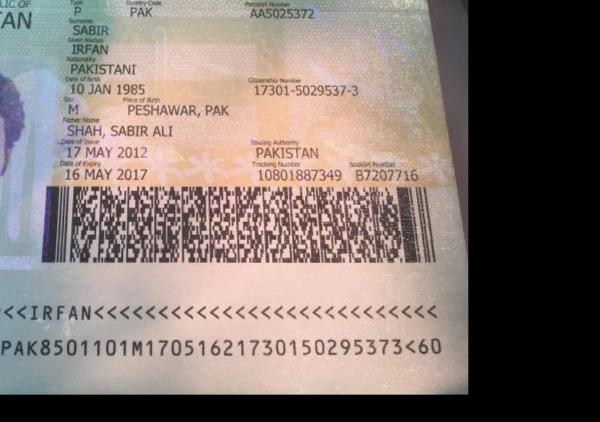 LIC OF
AN
Type Country Code Passport Number
P PAK AA5025372
Surname
SABIR
Given Names
IRFAN
Nationality
PAKISTANI
Date of Birth Citizenship Number
10 JAN 1985 17301-5029537-3
Sex Place of Birth
M PESHAWAR, PAK
Father Name
SHAH, SABIR ALI
Date of Issue Issuing Authority
17 MAY 2012 PAKISTAN
Date of Expiry Tracking Number Booklet Number
16 MAY 2017 10801887349 B7207716
<<IRFAN<<<<<<<<<<<<<<<<<<<<<<<<<<<
PAK8501101M17051621730150295373<60